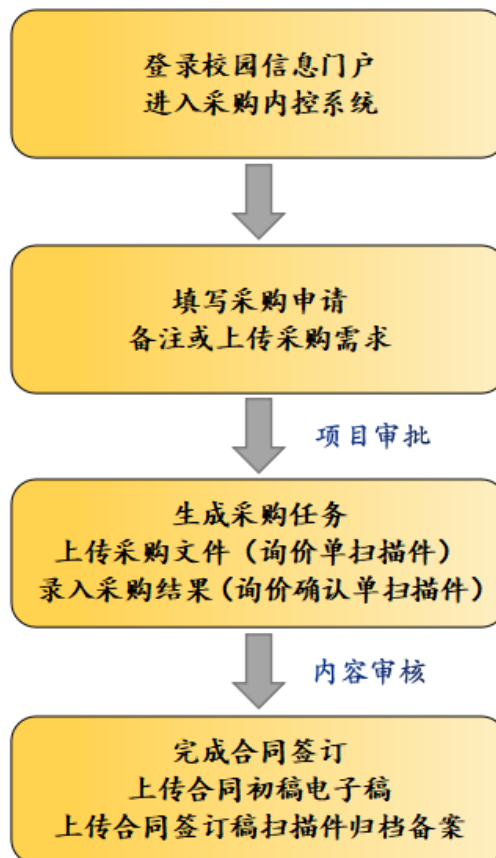 登录校园信息门户
进入采购内控系统
填写采购申请
备注或上传采购需求
项目审批
生成采购任务
上传采购文件（询价单扫描件）
录入采购结果（询价确认单扫描件）
内容审核
完成合同签订
上传合同初稿电子稿
上传合同签订稿扫描件归档备案